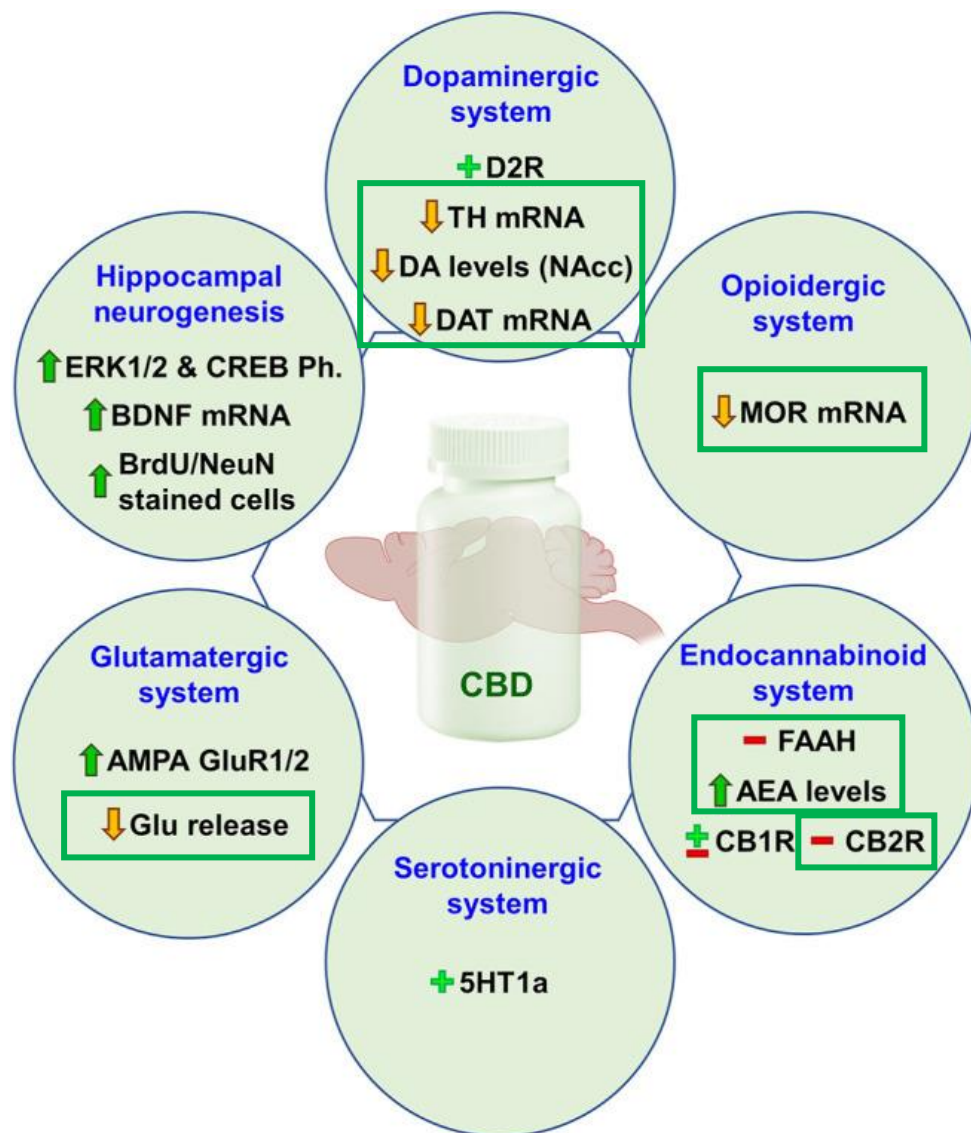 Dopaminergic
system
+ D2R
↓ TH mRNA
↓ DA levels (NAcc)
↓ DAT mRNA
Hippocampal
neurogenesis
↑ ERK1/2 & CREB Ph.
↑ BDNF mRNA
↑ BrdU/NeuN
stained cells
Opioidergic
system
↓ MOR mRNA
CBD
Glutamatergic
system
↑ AMPA GluR1/2
↓ Glu release
Endocannabinoid
system
− FAAH
↑ AEA levels
± CB1R − CB2R
Serotoninergic
system
+ 5HT1a